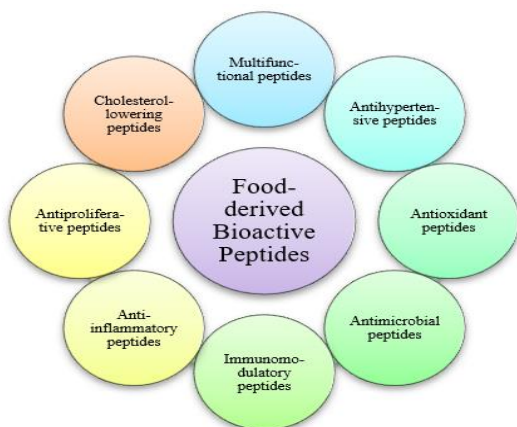 Multifunc-
tional peptides
Antihyperten-
sive peptides
Antioxidant
peptides
Antimicrobial
peptides
Immunomo-
dulatory
peptides
Anti-
inflammatory
peptides
Antiprolifera-
tive peptides
Cholesterol-
lowering
peptides
Food-
derived
Bioactive
Peptides